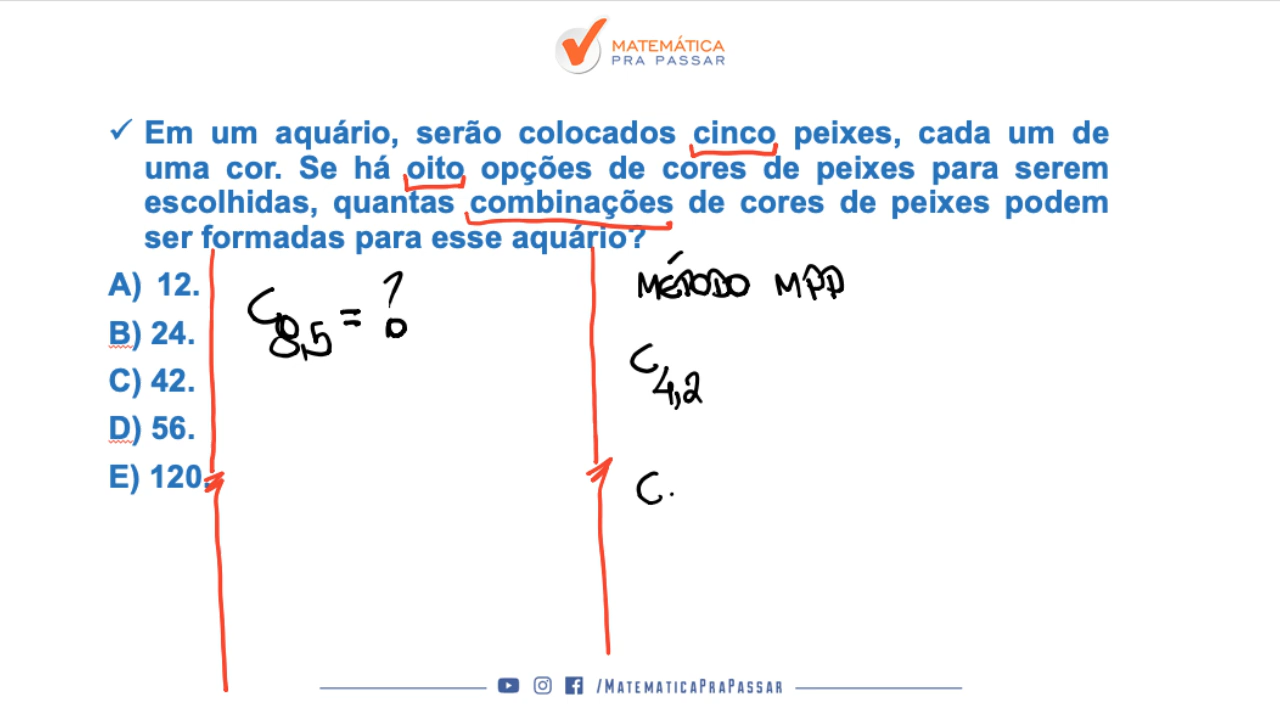 MATEMÁTICA
PRA PASSAR
✓ Em um aquário, serão colocados cinco peixes, cada um de
uma cor. Se há oito opções de cores de peixes para serem
escolhidas, quantas combinações de cores de peixes podem
ser formadas para esse aquário?
A) 12.
B) 24.
C) 42.
D) 56.
E) 120.
C8,5 = ?
MÉTODO MPP
C4,2
C.
/MATEMATICAPRAPASSAR